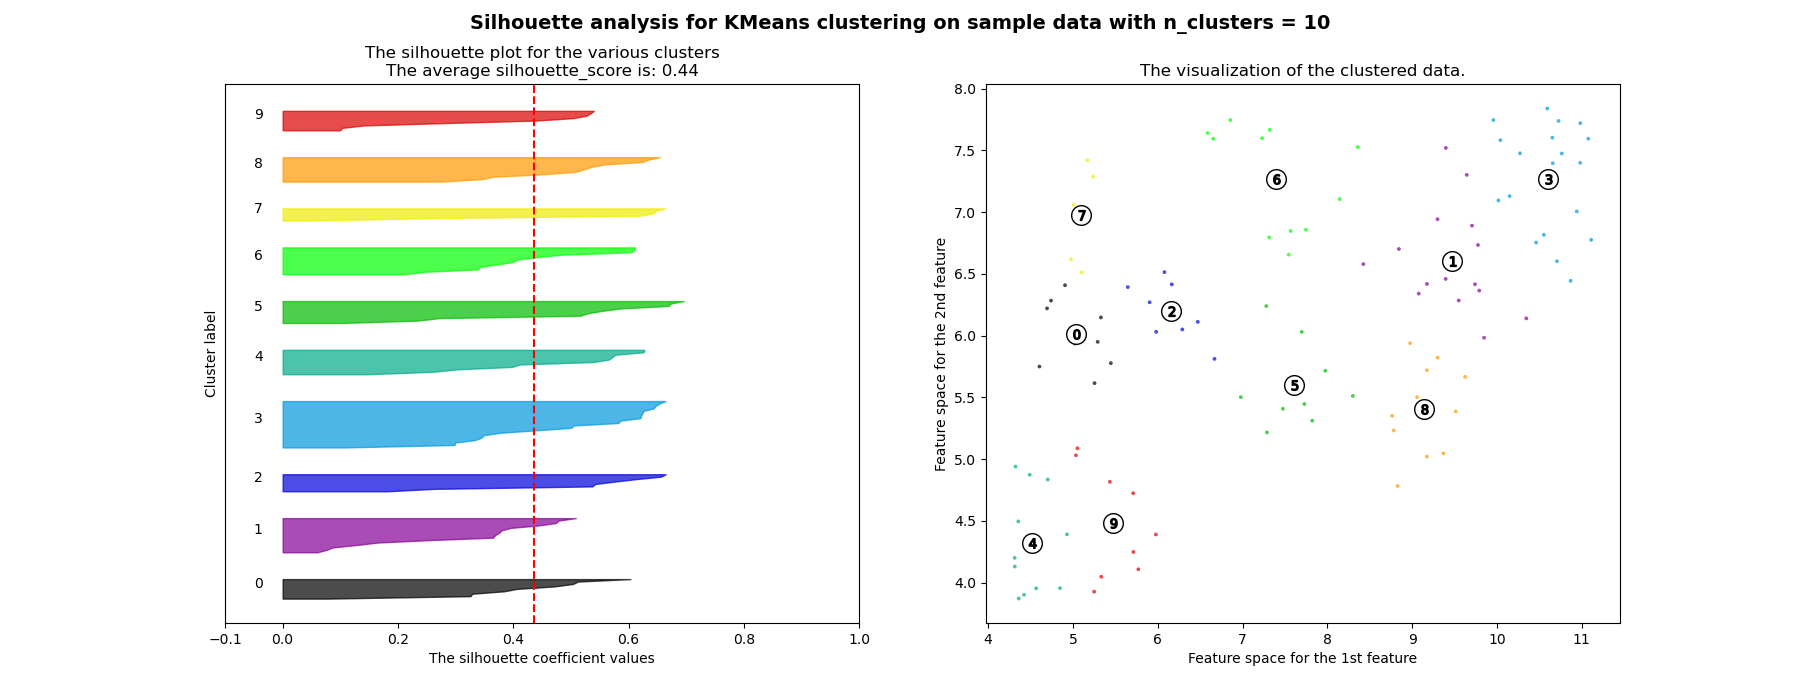 Silhouette analysis for KMeans clustering on sample data with n_clusters = 10
The silhouette plot for the various clusters
The average silhouette_score is: 0.44
9
8
7
6
5
4
3
2
1
0
Cluster label
−0.1 0.0 0.2 0.4 0.6 0.8 1.0
The silhouette coefficient values
The visualization of the clustered data.
8.0
7.5
7.0
6.5
6.0
5.5
5.0
4.5
4.0
Feature space for the 2nd feature
6
3
7
1
2
0
5
8
9
4
4 5 6 7 8 9 10 11
Feature space for the 1st feature